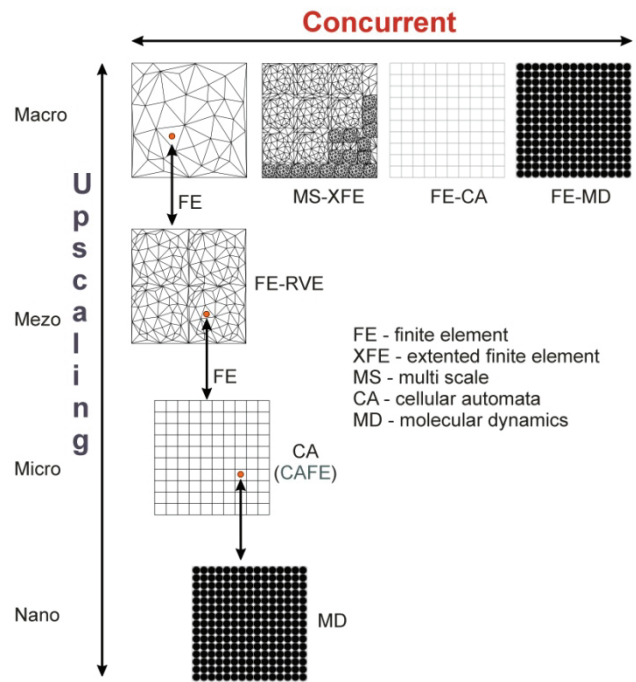 Concurrent
Macro
FE
MS-XFE
FE-CA
FE-MD
Upscaling
FE-RVE
Mezo
FE - finite element
XFE - extented finite element
MS - multi scale
CA - cellular automata
MD - molecular dynamics
FE
Micro
CA
(CAFE)
Nano
MD